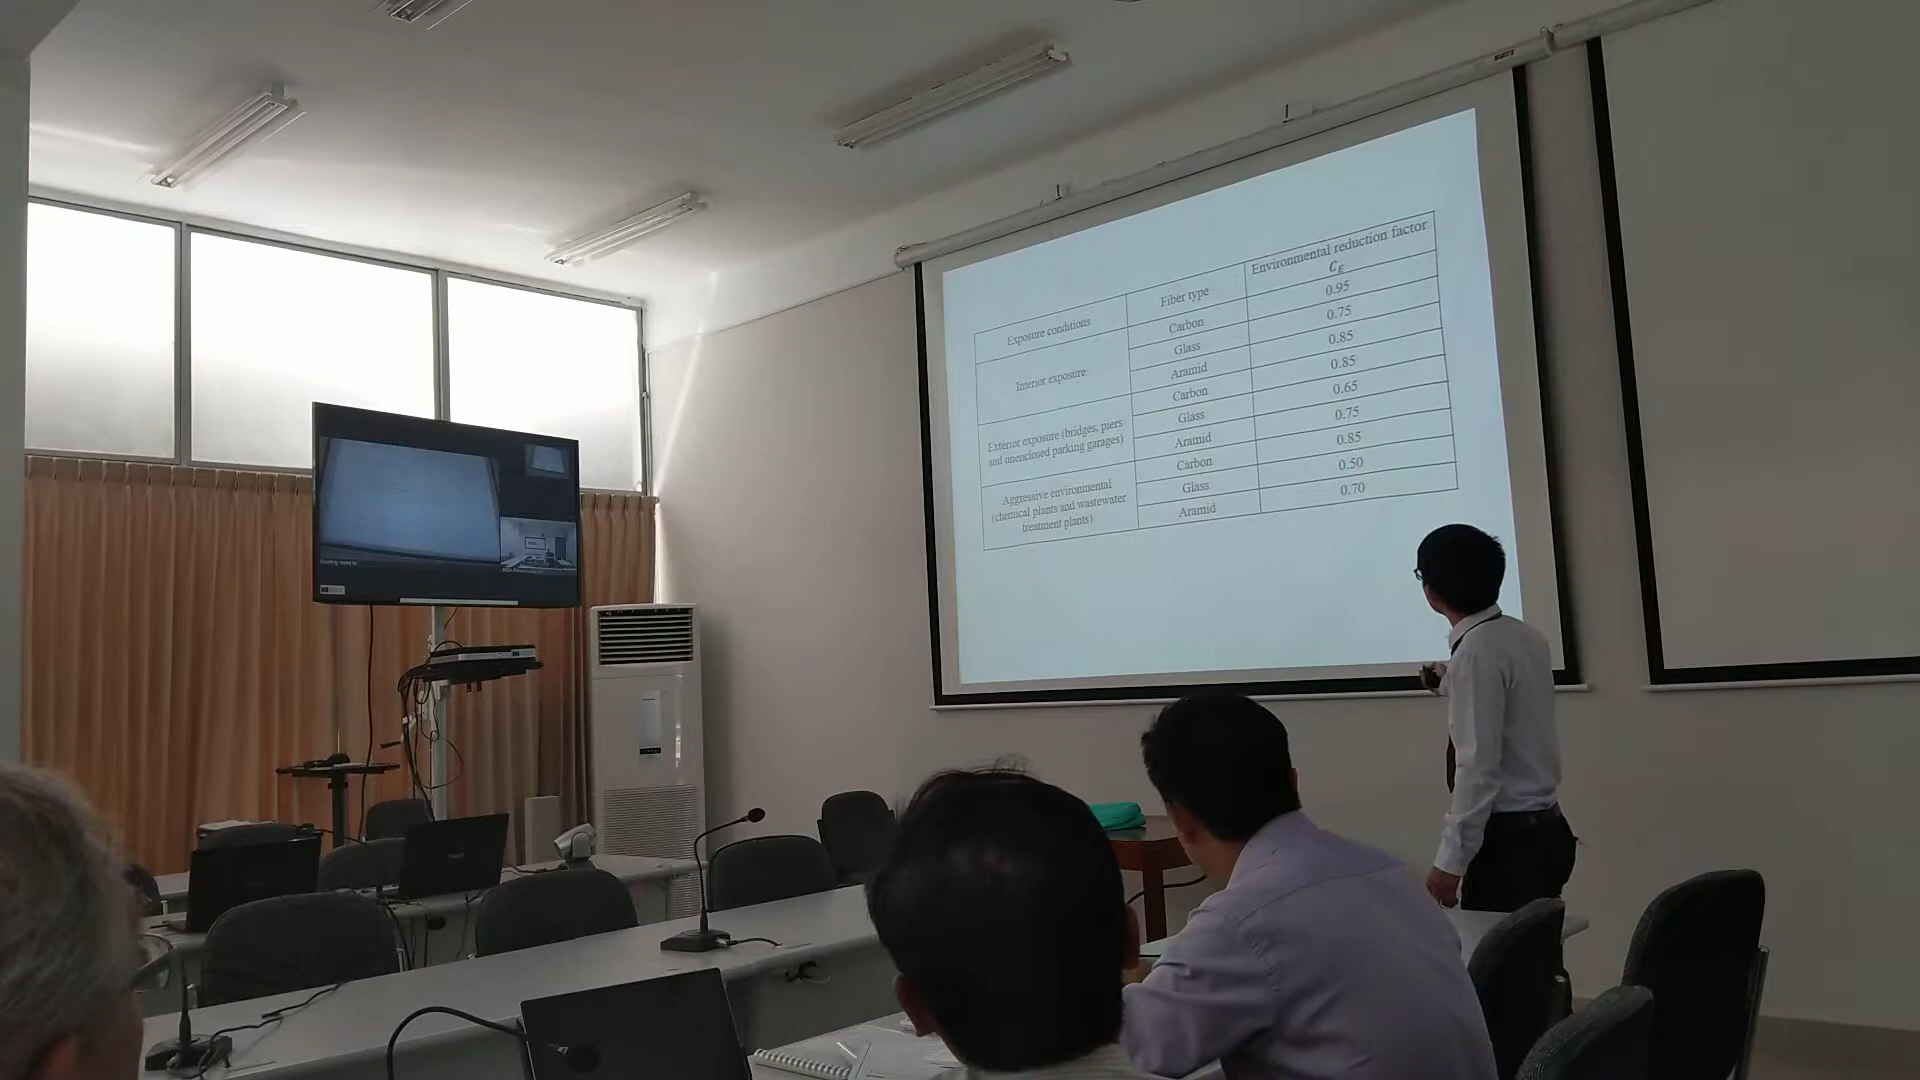 Exposure conditions
Fiber type
Environmental reduction factor
C_E
Interior exposure
Carbon
0.95
Glass
0.75
Aramid
0.85
Exterior exposure (bridges, piers
and unenclosed parking garages)
Carbon
0.85
Glass
0.65
Aramid
0.75
Aggressive environmental
(chemical plants and wastewater
treatment plants)
Carbon
0.85
Glass
0.50
Aramid
0.70